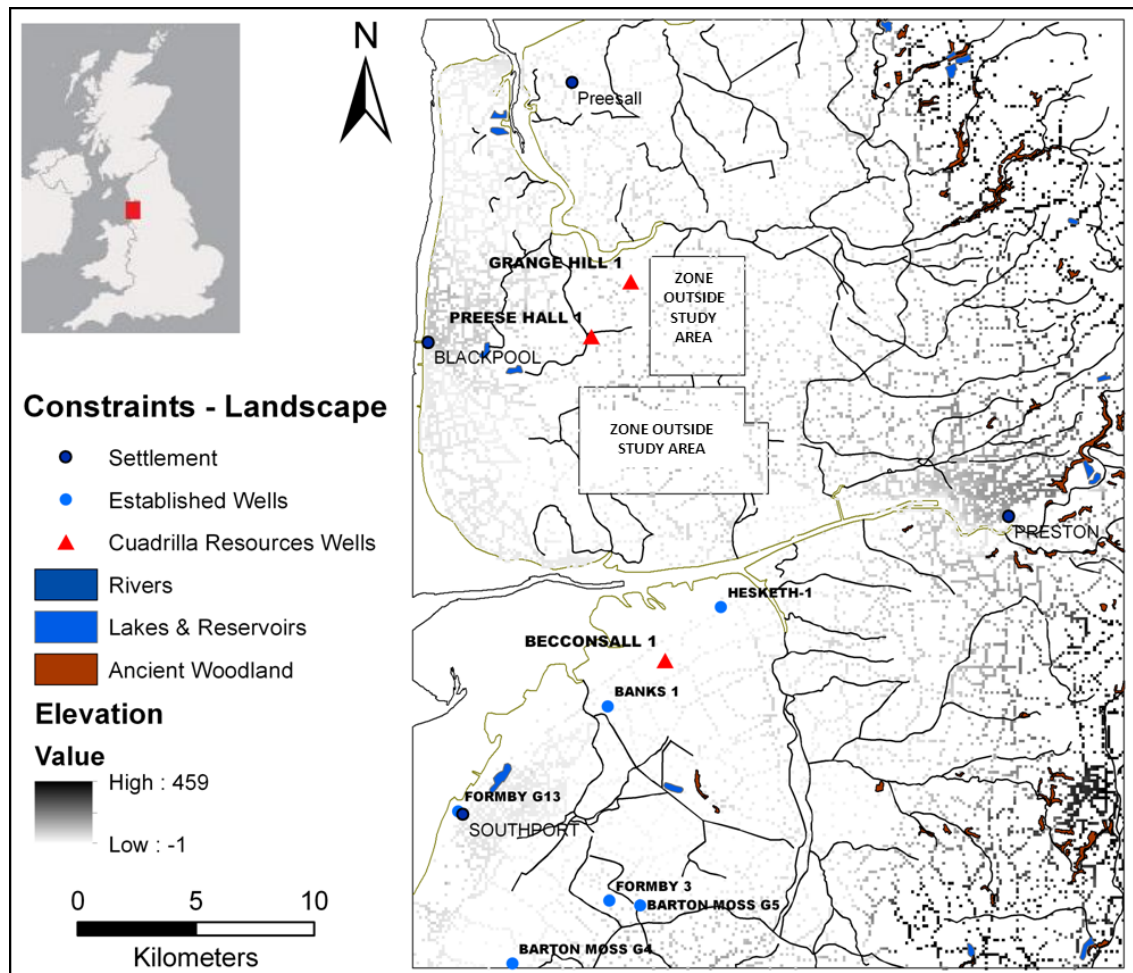 N
Preesall
GRANGE HILL 1
ZONE
OUTSIDE
STUDY
AREA
PREESE HALL 1
BLACKPOOL
ZONE OUTSIDE
STUDY AREA
PRESTON
HESKETH-1
BECCONSALL 1
BANKS 1
FORMBY G13
SOUTHPORT
FORMBY 3
BARTON MOSS G5
BARTON MOSS G4
Constraints - Landscape
Settlement
Established Wells
Cuadrilla Resources Wells
Rivers
Lakes & Reservoirs
Ancient Woodland
Elevation
Value
High : 459
Low : -1
0 5 10
Kilometers